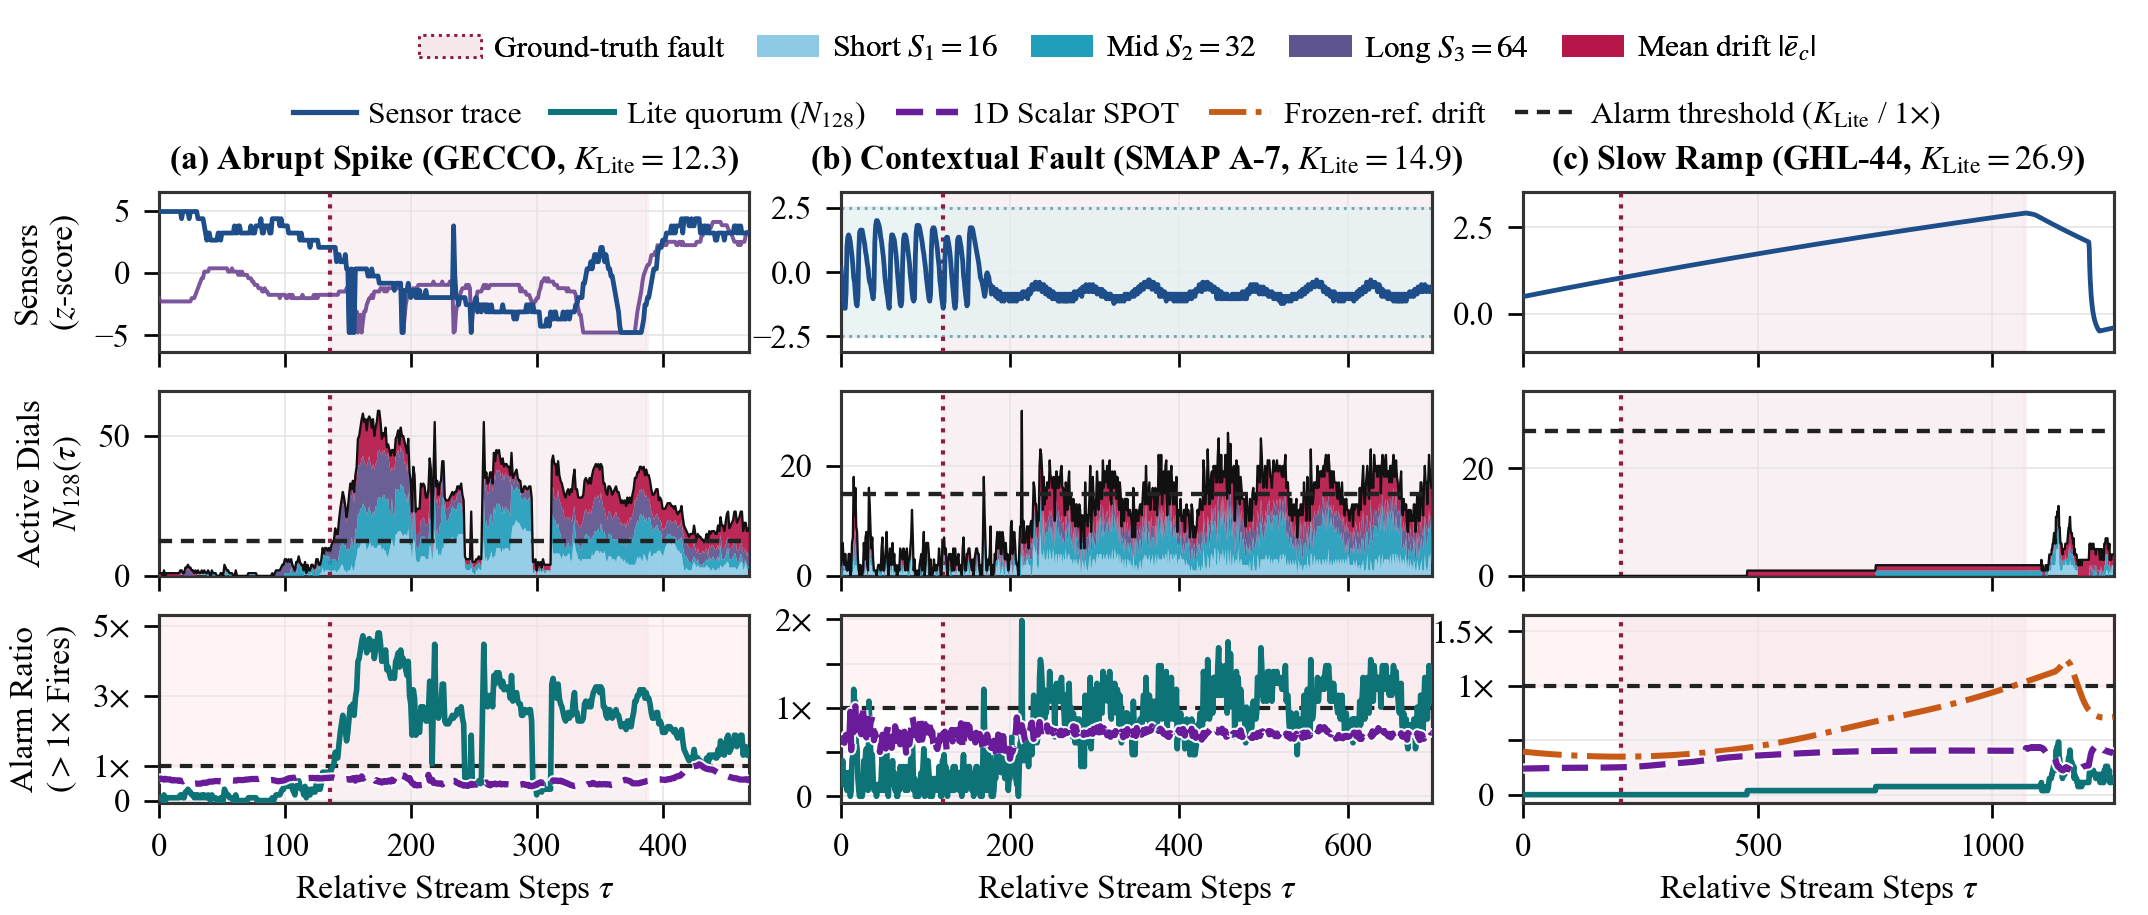 Ground-truth fault Short S₁ = 16 Mid S₂ = 32 Long S₃ = 64 Mean drift |ē_c|
Sensor trace Lite quorum (N₁₂₈) 1D Scalar SPOT Frozen-ref. drift Alarm threshold (K_Lite / 1×)
(a) Abrupt Spike (GECCO, K_Lite = 12.3)
(b) Contextual Fault (SMAP A-7, K_Lite = 14.9)
(c) Slow Ramp (GHL-44, K_Lite = 26.9)
Sensors
(z-score)
5
0
−5
2.5
0.0
−2.5
2.5
0.0
Active Dials
N₁₂₈(τ)
50
0
20
0
20
0
Alarm Ratio
(> 1× Fires)
5×
3×
1×
0
2×
1×
0
1.5×
1×
0
0 100 200 300 400
0 200 400 600
0 500 1000
Relative Stream Steps τ
Relative Stream Steps τ
Relative Stream Steps τ